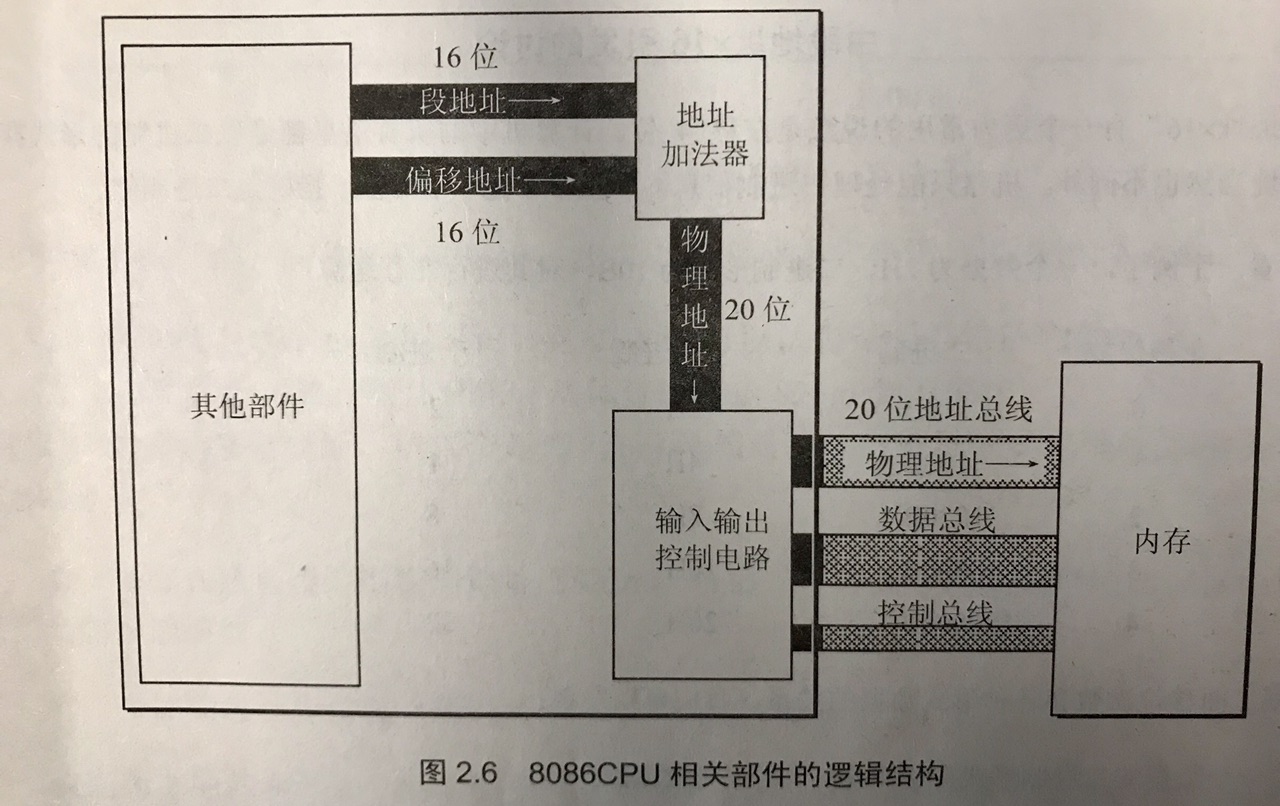 16 位
段地址→
偏移地址→
16 位
地址
加法器
物
理
地
址
↓
20 位
其他部件
输入输出
控制电路
20 位地址总线
物理地址→
数据总线
控制总线
内存
图 2.6 8086CPU 相关部件的逻辑结构